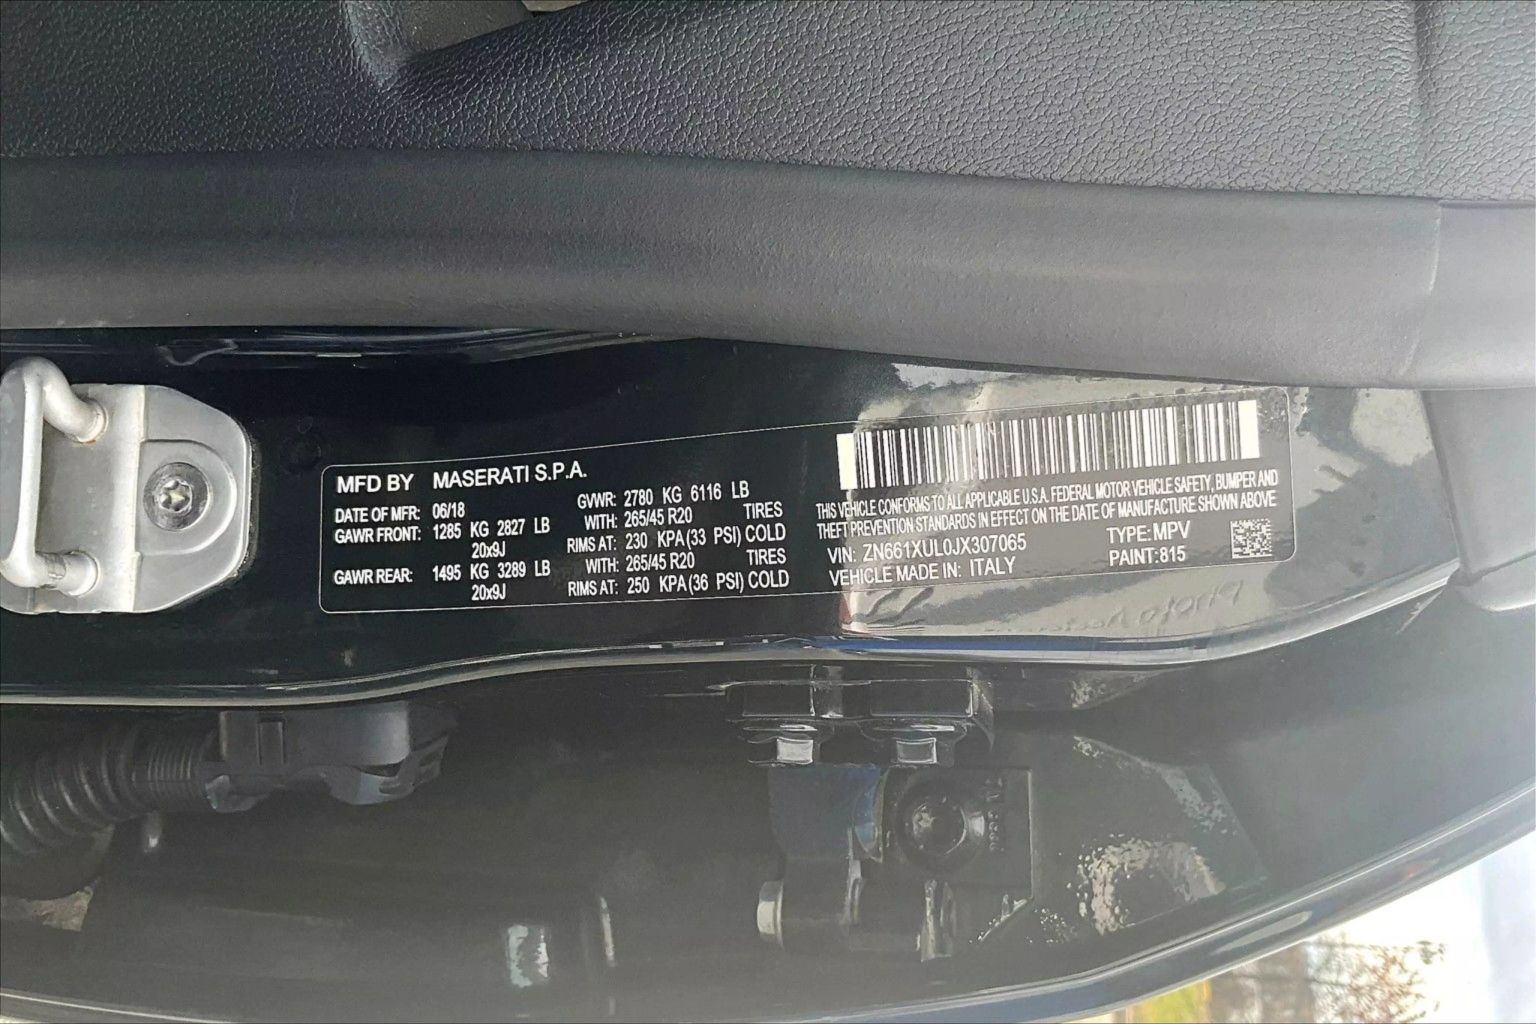 MFD BY MASERATI S.P.A.
DATE OF MFR: 06/18 GVWR: 2780 KG 6116 LB
GAWR FRONT: 1285 KG 2827 LB WITH: 265/45 R20 TIRES
20x9J RIMS AT: 230 KPA (33 PSI) COLD
GAWR REAR: 1495 KG 3289 LB WITH: 265/45 R20 TIRES
20x9J RIMS AT: 250 KPA (36 PSI) COLD
THIS VEHICLE CONFORMS TO ALL APPLICABLE U.S.A. FEDERAL MOTOR VEHICLE SAFETY, BUMPER AND
THEFT PREVENTION STANDARDS IN EFFECT ON THE DATE OF MANUFACTURE SHOWN ABOVE
VIN: ZN661XUL0JX307065 TYPE: MPV
VEHICLE MADE IN: ITALY PAINT: 815